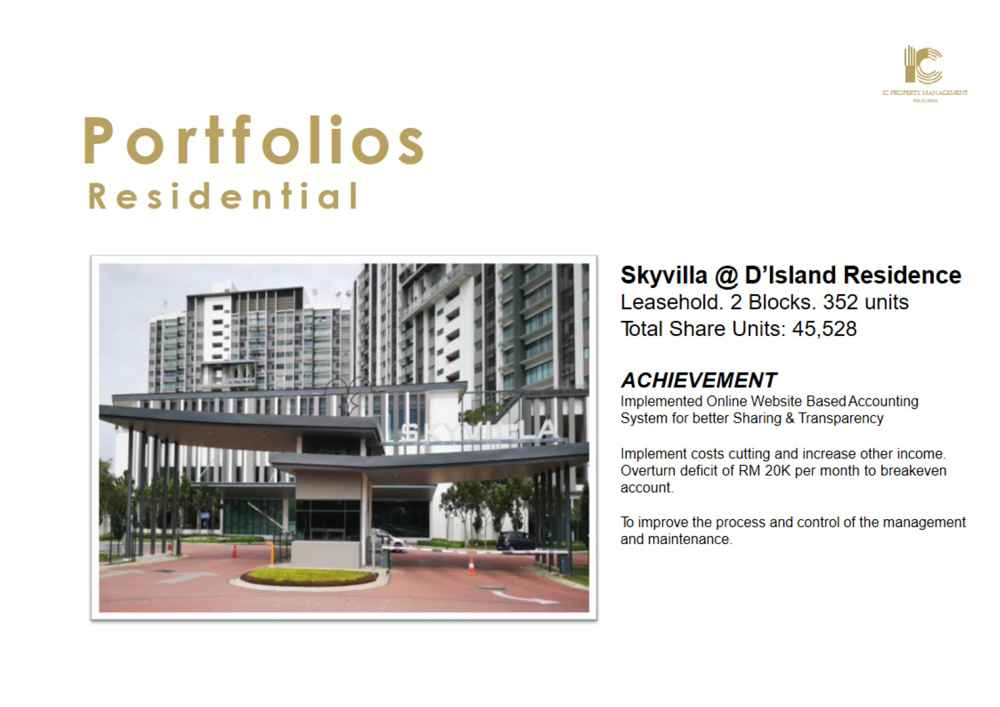 IC PROPERTY MANAGEMENT
Portfolios
Residential
Skyvilla @ D'Island Residence
Leasehold. 2 Blocks. 352 units
Total Share Units: 45,528
ACHIEVEMENT
Implemented Online Website Based Accounting
System for better Sharing & Transparency
Implement costs cutting and increase other income.
Overturn deficit of RM 20K per month to breakeven
account.
To improve the process and control of the management
and maintenance.
SKYVILLA